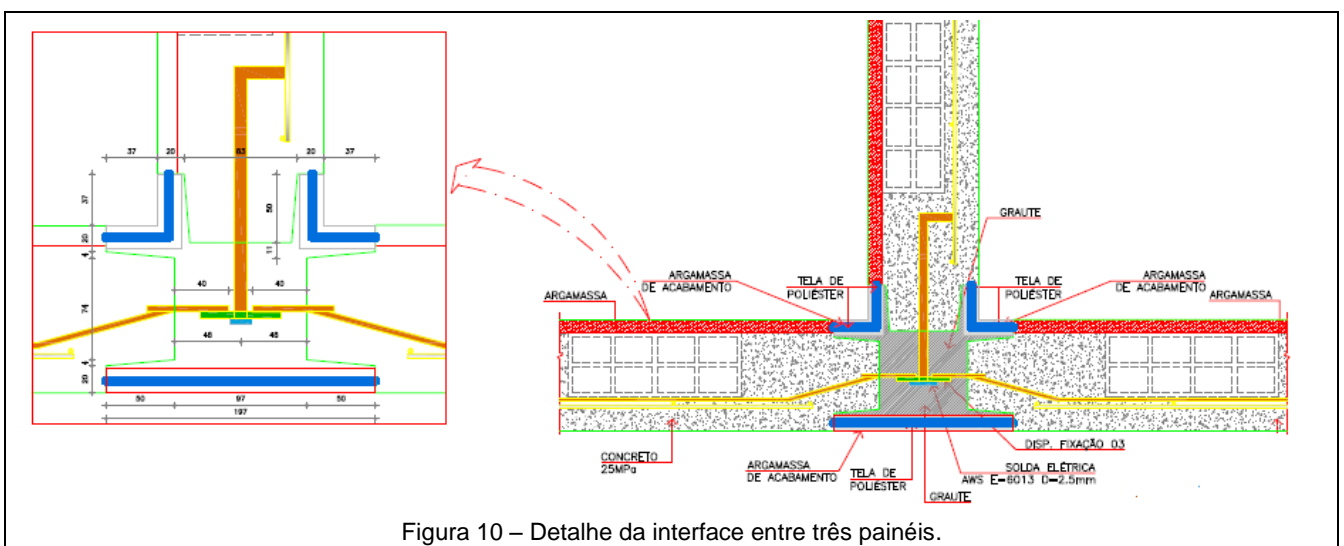 37 20 83 20 37
37
50
20
11
4
40 40
74
48 48
4
20
50 97 50
197
GRAUTE
ARGAMASSA
DE ACABAMENTO
TELA DE
POLIÉSTER
TELA DE
POLIÉSTER
ARGAMASSA
DE ACABAMENTO
ARGAMASSA
ARGAMASSA
CONCRETO
25MPa
ARGAMASSA
DE ACABAMENTO
TELA DE
POLIÉSTER
GRAUTE
DISP. FIXAÇÃO 03
SOLDA ELÉTRICA
AWS E-6013 D=2.5mm
Figura 10 – Detalhe da interface entre três painéis.